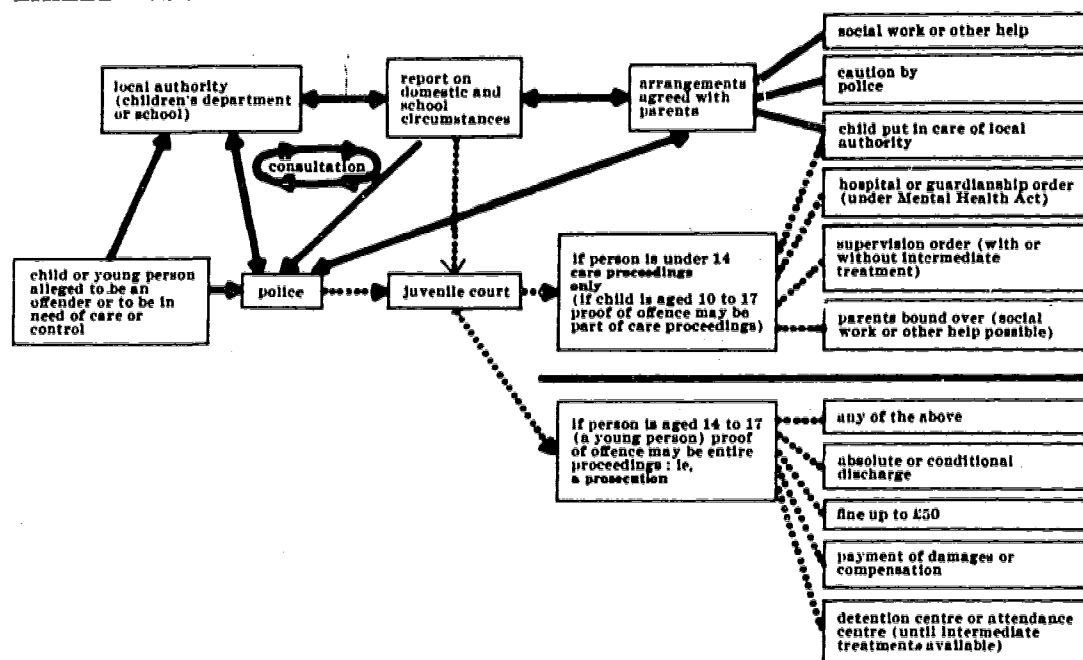 social work or other help
caution by
police
child put in care of local
authority
hospital or guardianship order
(under Mental Health Act)
supervision order (with or
without intermediate
treatment)
parents bound over (social
work or other help possible)
local authority
(children's department
or school)
report on
domestic and
school
circumstances
arrangements
agreed with
parents
consultation
child or young person
alleged to be an
offender or to be in
need of care or
control
police
juvenile court
if person is under 14
care proceedings
only
(if child is aged 10 to 17
proof of offence may be
part of care proceedings)
if person is aged 14 to 17
(a young person) proof
of offence may be entire
proceedings : ie,
a prosecution
any of the above
absolute or conditional
discharge
fine up to £50
payment of damages or
compensation
detention centre or attendance
centre (until intermediate
treatments available)